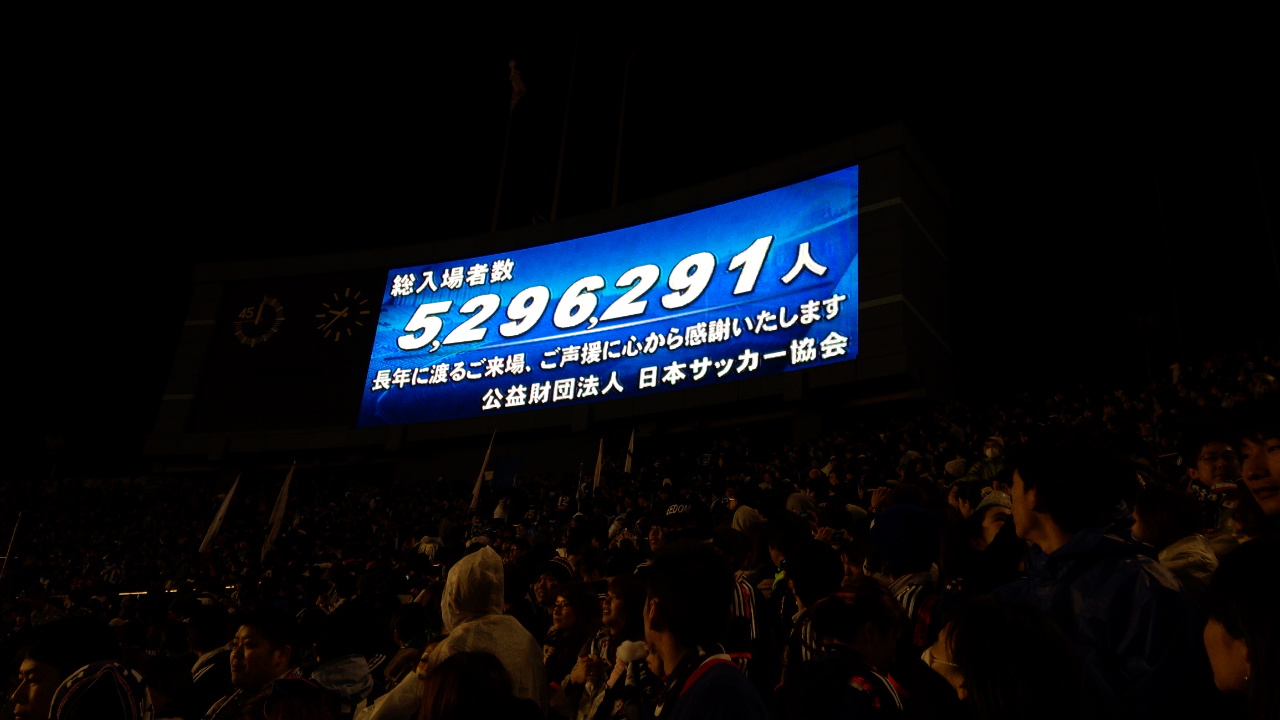 総入場者数
5,296,291人
長年に渡るご来場、ご声援に心から感謝いたします
公益財団法人 日本サッカー協会
45